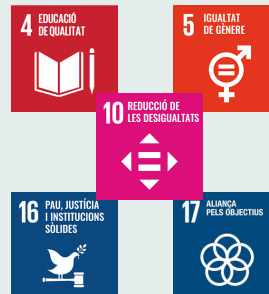 4 EDUCACIÓ
DE QUALITAT
5 IGUALTAT
DE GÈNERE
10 REDUCCIÓ DE
LES DESIGUALTATS
16 PAU, JUSTÍCIA
I INSTITUCIONS
SÒLIDES
17 ALIANÇA
PELS OBJECTIUS